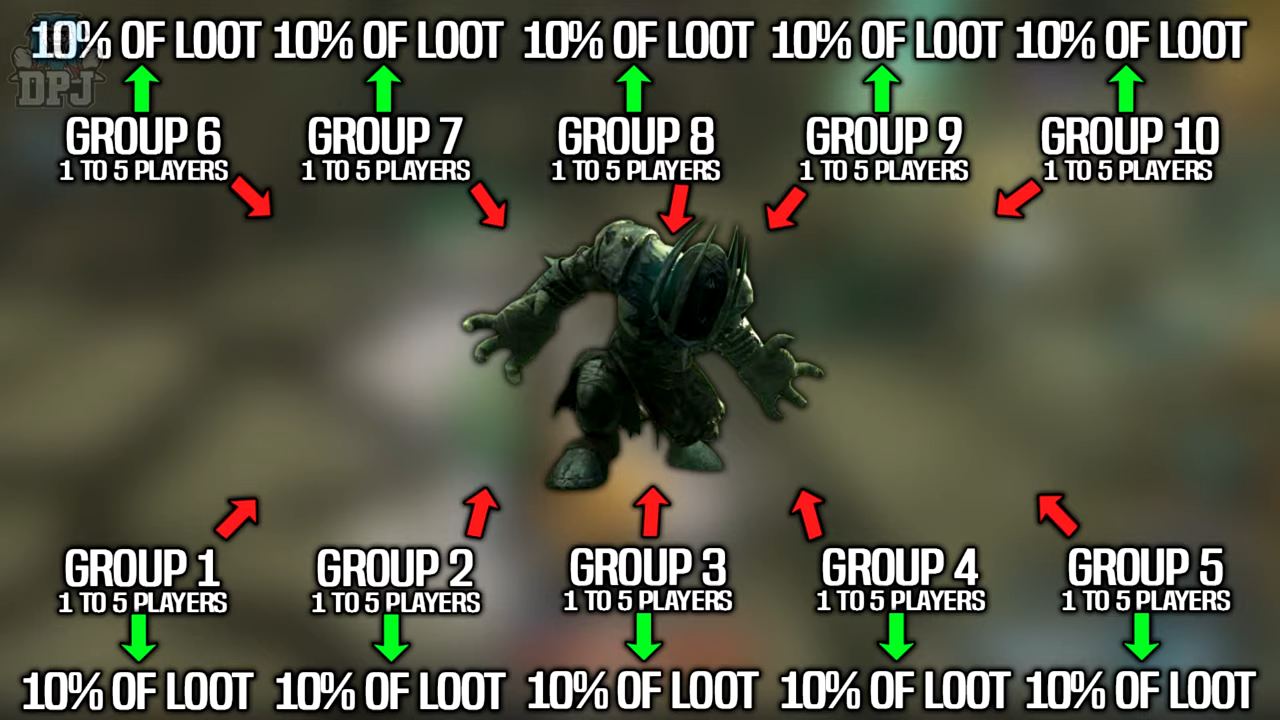 10% OF LOOT 10% OF LOOT 10% OF LOOT 10% OF LOOT 10% OF LOOT
DPJ
GROUP 6 GROUP 7 GROUP 8 GROUP 9 GROUP 10
1 TO 5 PLAYERS 1 TO 5 PLAYERS 1 TO 5 PLAYERS 1 TO 5 PLAYERS 1 TO 5 PLAYERS
GROUP 1 GROUP 2 GROUP 3 GROUP 4 GROUP 5
1 TO 5 PLAYERS 1 TO 5 PLAYERS 1 TO 5 PLAYERS 1 TO 5 PLAYERS 1 TO 5 PLAYERS
10% OF LOOT 10% OF LOOT 10% OF LOOT 10% OF LOOT 10% OF LOOT